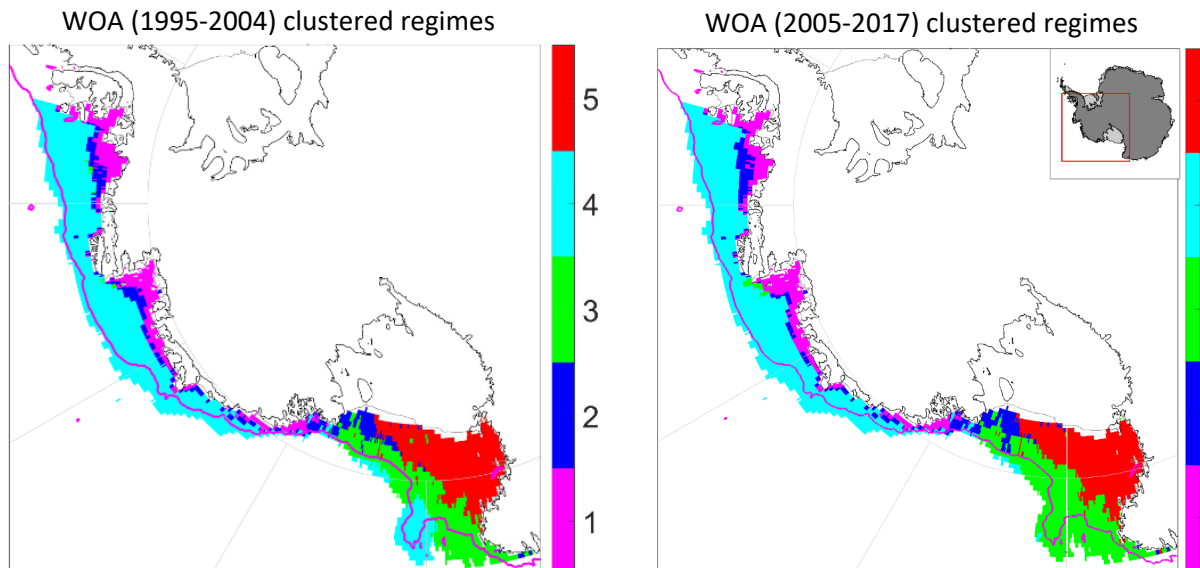 WOA (1995-2004) clustered regimes
WOA (2005-2017) clustered regimes
5
4
3
2
1